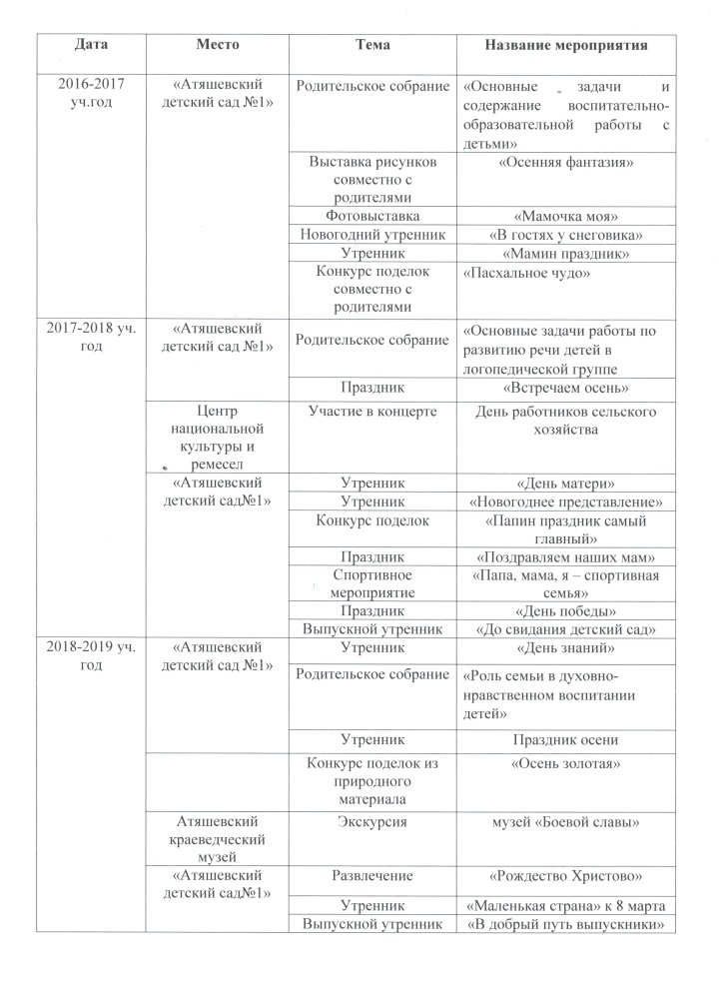 Дата Место Тема Название мероприятия
2016-2017 «Атяшевский Родительское собрание «Основные задачи и
уч.год детский сад №1» содержание воспитательно-
образовательной работы с
детьми»
Выставка рисунков «Осенняя фантазия»
совместно с
родителями
Фотовыставка «Мамочка моя»
Новогодний утренник «В гостях у снеговика»
Утренник «Мамин праздник»
Конкурс поделок «Пасхальное чудо»
совместно с
родителями
2017-2018 уч. «Атяшевский «Основные задачи работы по
год детский сад №1» Родительское собрание развитию речи детей в
логопедической группе
Праздник «Встречаем осень»
Центр Участие в концерте День работников сельского
национальной хозяйства
культуры и
ремесел
«Атяшевский Утренник «День матери»
детский сад№1» Утренник «Новогоднее представление»
Конкурс поделок «Папин праздник самый
главный»
Праздник «Поздравляем наших мам»
Спортивное «Папа, мама, я – спортивная
мероприятие семья»
Праздник «День победы»
Выпускной утренник «До свидания детский сад»
2018-2019 уч. «Атяшевский Утренник «День знаний»
год детский сад №1»
Родительское собрание «Роль семьи в духовно-
нравственном воспитании
детей»
Утренник Праздник осени
Конкурс поделок из «Осень золотая»
природного
материала
Атяшевский Экскурсия музей «Боевой славы»
краеведческий
музей
«Атяшевский Развлечение «Рождество Христово»
детский сад№1»
Утренник «Маленькая страна» к 8 марта
Выпускной утренник «В добрый путь выпускники»